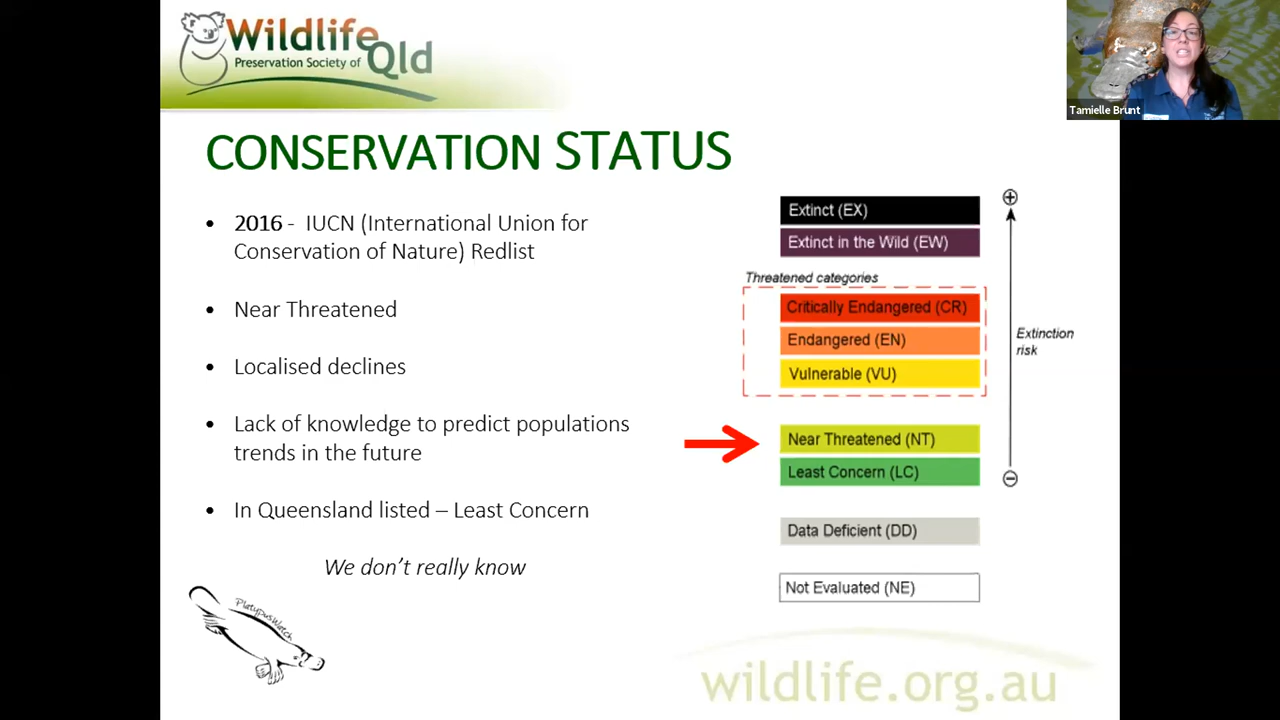 Wildlife
Preservation Society of Qld
Tamielle Brunt
CONSERVATION STATUS
• 2016 - IUCN (International Union for
Conservation of Nature) Redlist
• Near Threatened
• Localised declines
• Lack of knowledge to predict populations
trends in the future
• In Queensland listed – Least Concern
We don't really know
PlatypusWatch
Extinct (EX)
Extinct in the Wild (EW)
Threatened categories
Critically Endangered (CR)
Endangered (EN)
Vulnerable (VU)
Near Threatened (NT)
Least Concern (LC)
Data Deficient (DD)
Not Evaluated (NE)
+
Extinction
risk
−
wildlife.org.au